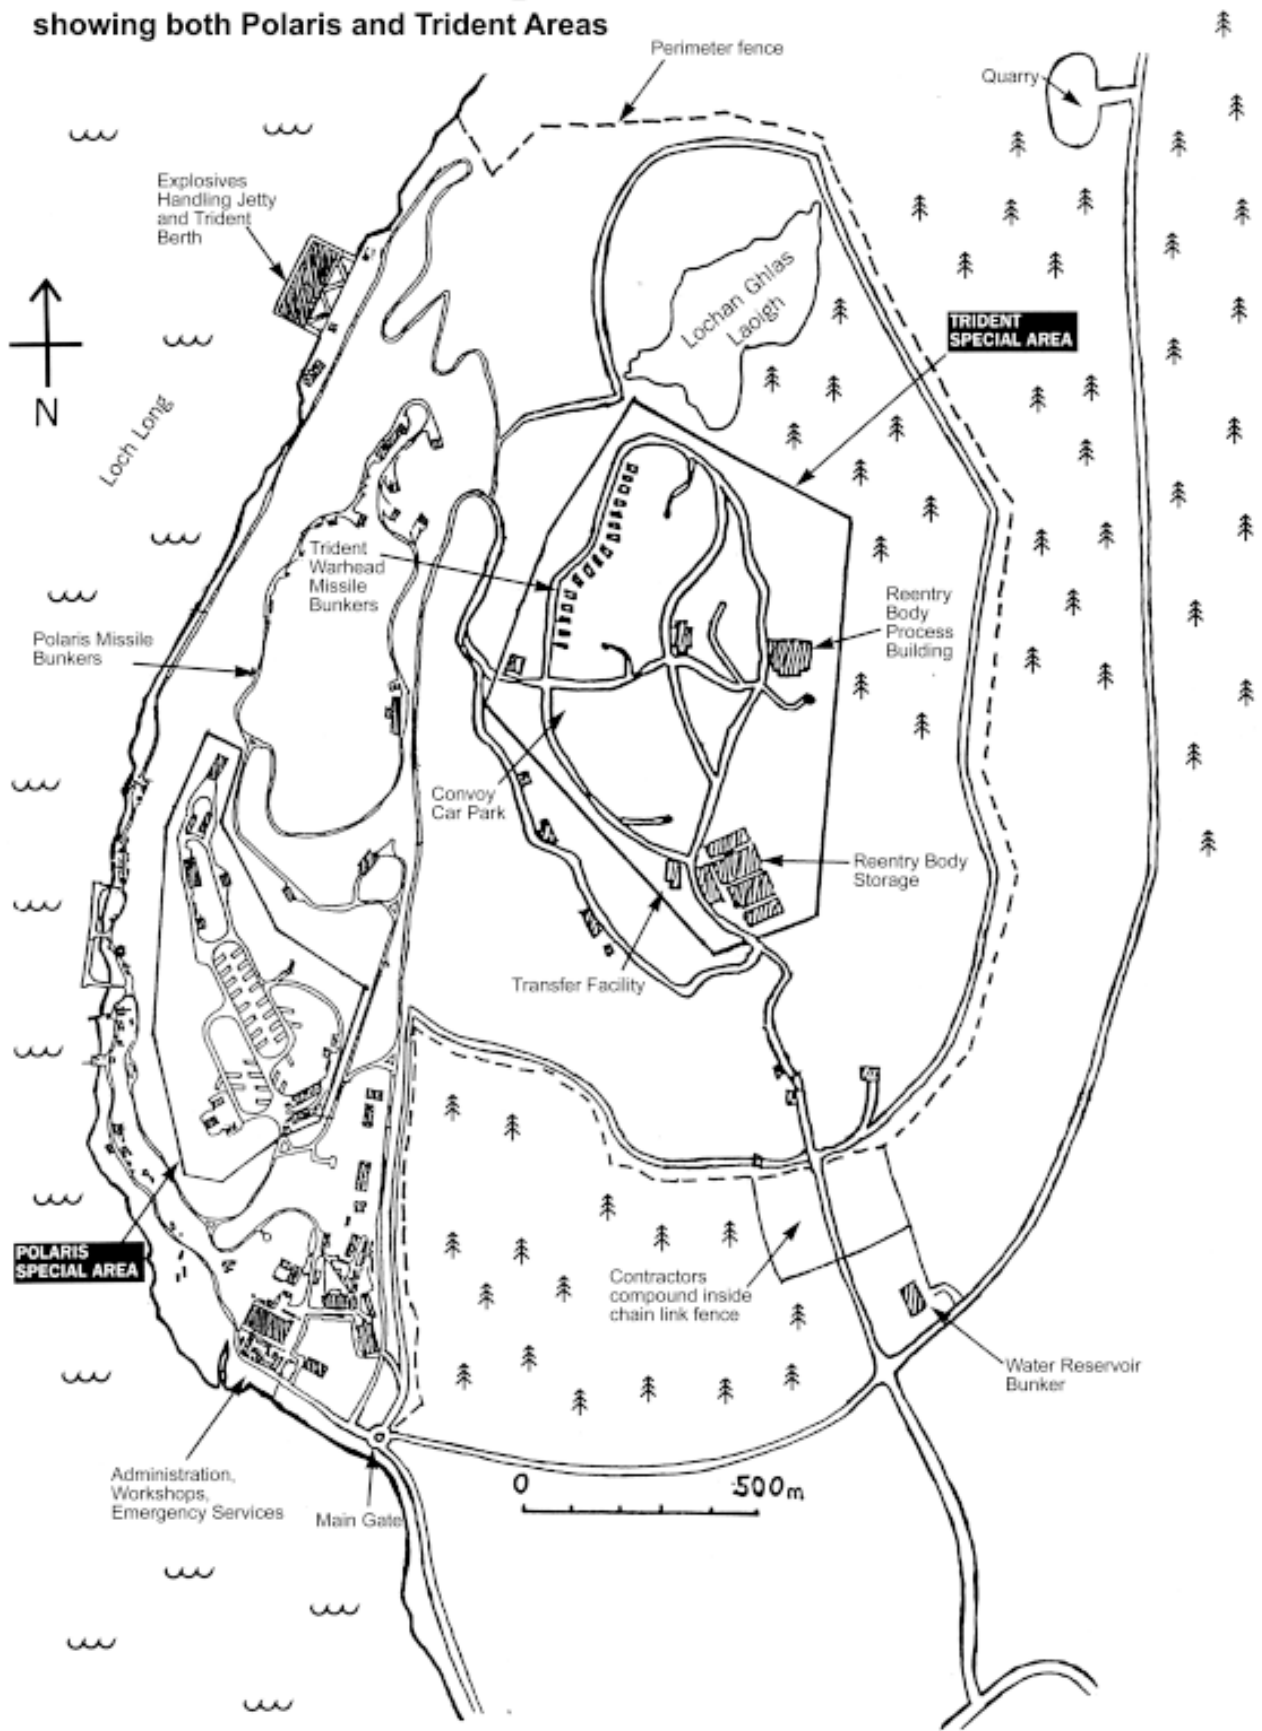 showing both Polaris and Trident Areas
Perimeter fence
Quarry
Explosives
Handling Jetty
and Trident
Berth
Lochan Ghlas
Laoigh
TRIDENT
SPECIAL AREA
N
Loch Long
Trident
Warhead
Missile
Bunkers
Reentry
Body
Process
Building
Polaris Missile
Bunkers
Convoy
Car Park
Reentry Body
Storage
Transfer Facility
POLARIS
SPECIAL AREA
Contractors
compound inside
chain link fence
Water Reservoir
Bunker
Administration,
Workshops,
Emergency Services
Main Gate
0 500m